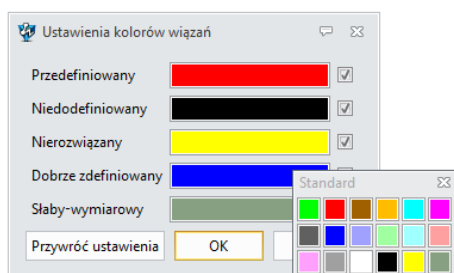 Ustawienia kolorów wiązań
Przedefiniowany
Niedodefiniowany
Nierozwiązany
Dobrze zdefiniowany
Standard
Słaby-wymiarowy
Przywróć ustawienia
OK